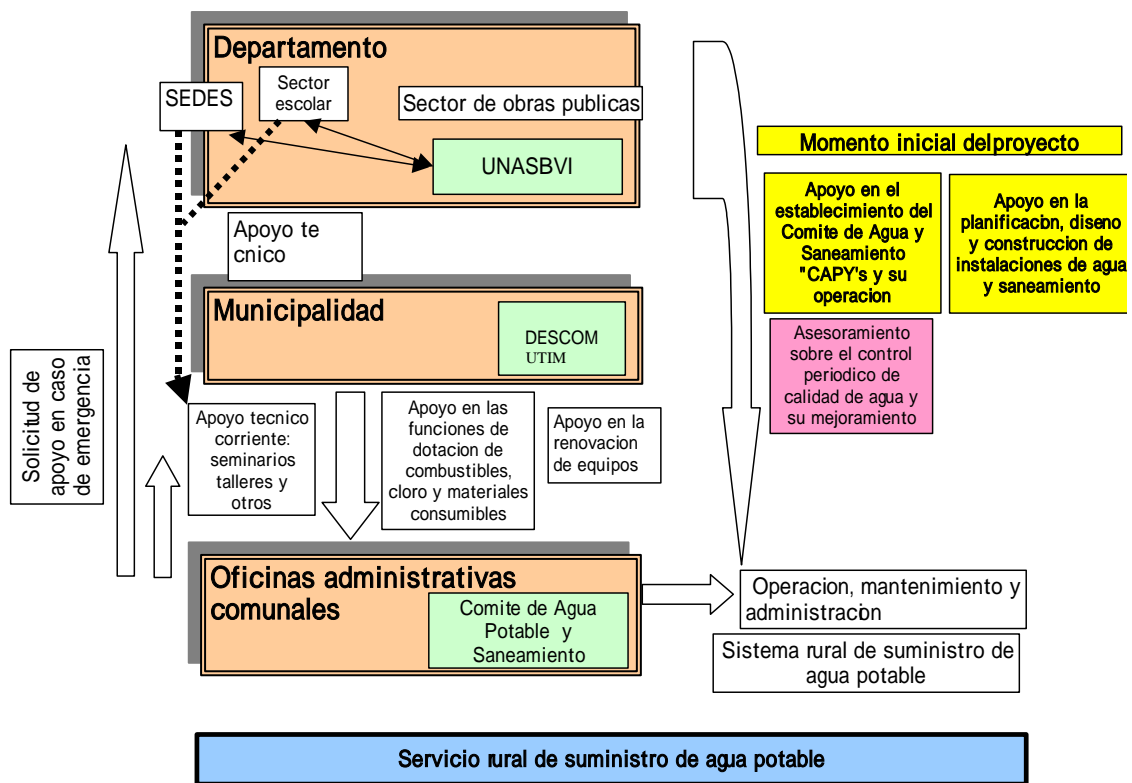 Departamento
SEDES
Sector
escolar
Sector de obras publicas
UNASBVI
Apoyo te
cnico
Municipalidad
DESCOM
UTIM
Solicitud de
apoyo en caso
de emergencia
Apoyo tecnico
corriente:
seminarios
talleres y
otros
Apoyo en las
funciones de
dotacion de
combustibles,
cloro y materiales
consumibles
Apoyo en la
renovacion
de equipos
Oficinas administrativas
comunales
Comite de Agua
Potable y
Saneamiento
Momento inicial delproyecto
Apoyo en el
establecimiento del
Comite de Agua y
Saneamiento
"CAPY's y su
operacion
Apoyo en la
planificación, diseno
y construccion de
instalaciones de agua
y saneamiento
Asesoramiento
sobre el control
periodico de
calidad de agua y
su mejoramiento
Operacion, mantenimiento y
administración
Sistema rural de suministro de
agua potable
Servicio rural de suministro de agua potable